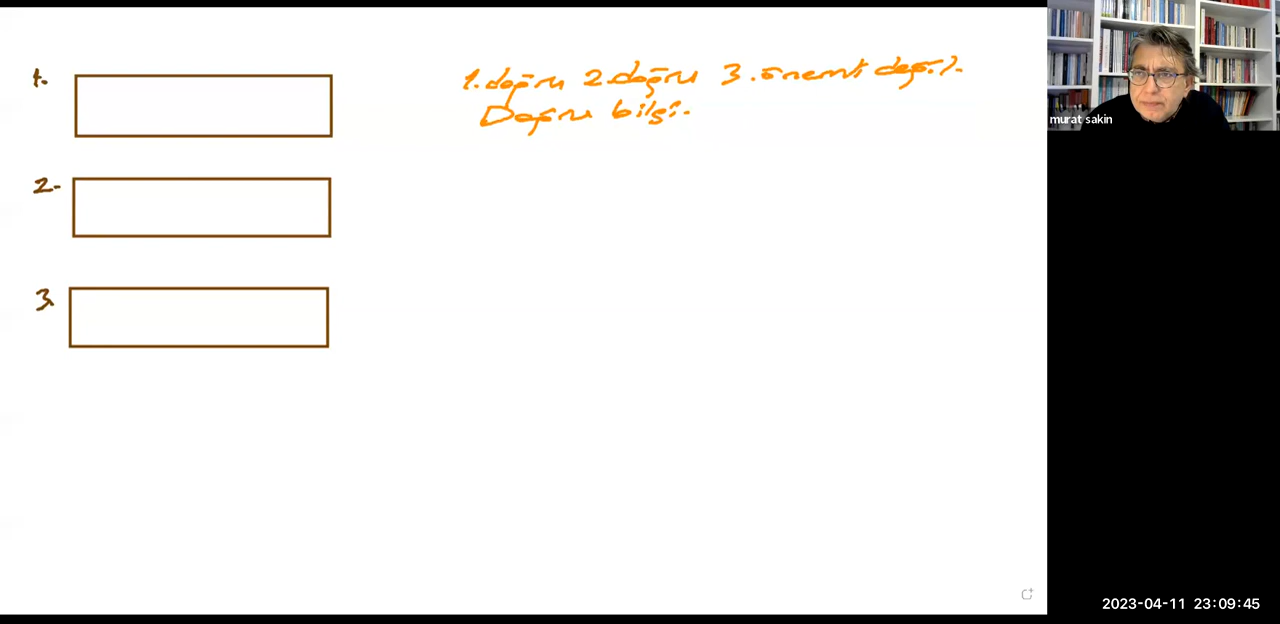 1.
1. doğru 2. doğru 3. önemli değil.
Doğru bilgi.
2.
3.
murat sakin
2023-04-11 23:09:45